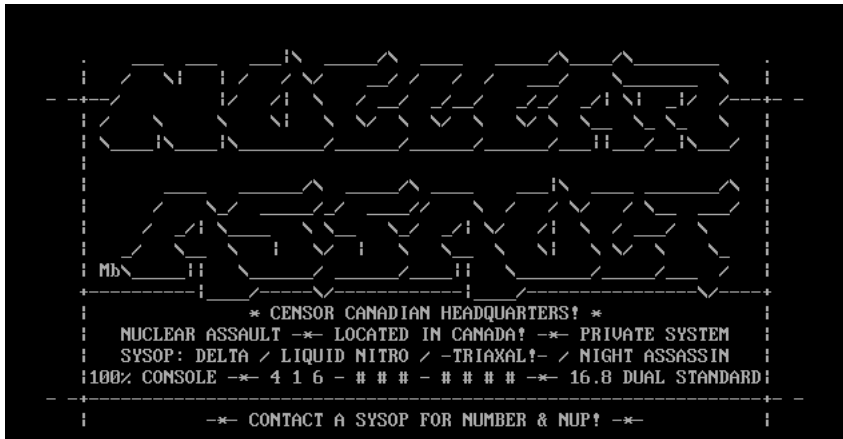 NUCLEAR
ASSAULT
Mb
* CENSOR CANADIAN HEADQUARTERS! *
NUCLEAR ASSAULT -*- LOCATED IN CANADA! -*- PRIVATE SYSTEM
SYSOP: DELTA / LIQUID NITRO / -TRIAXAL!- / NIGHT ASSASSIN
100% CONSOLE -*- 4 1 6 - # # # - # # # # -*- 16.8 DUAL STANDARD
-*- CONTACT A SYSOP FOR NUMBER & NUP! -*-